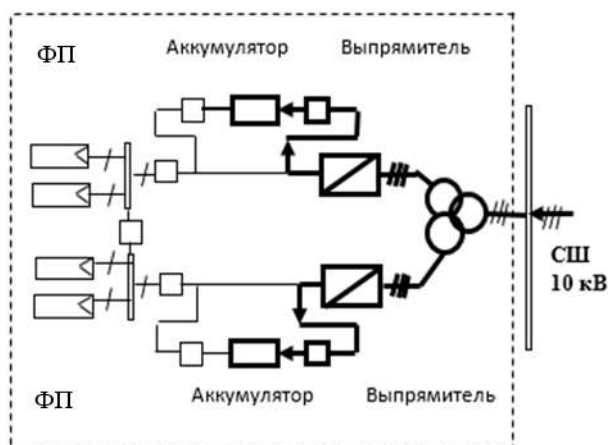 ФП
Аккумулятор
Выпрямитель
СШ
10 кВ
Аккумулятор
Выпрямитель
ФП